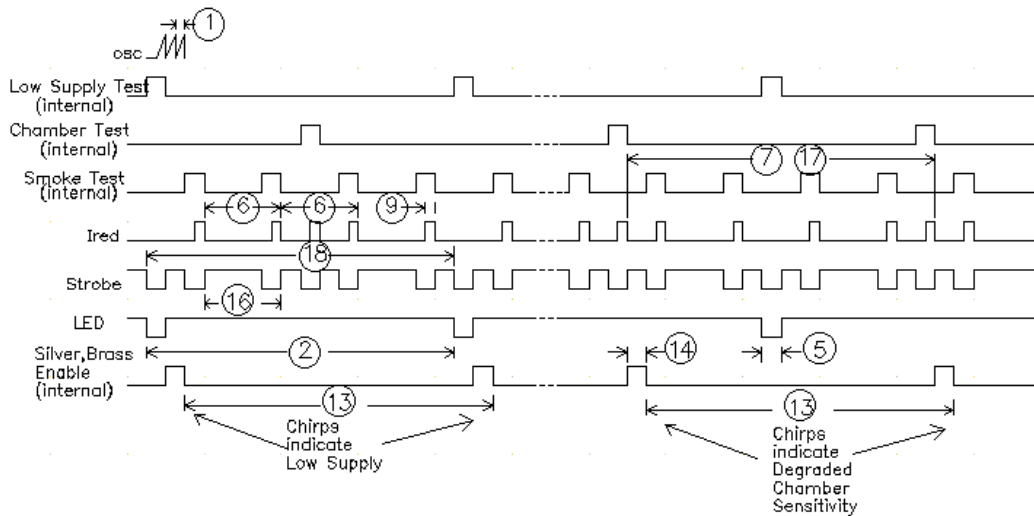 1
osc
Low Supply Test
(internal)
Chamber Test
(internal)
7 17
Smoke Test
(internal)
6 6 9
Ired
18
Strobe
16
LED
Silver,Brass
Enable
(internal)
2 14 5
13 13
Chirps
indicate
Low Supply
Chirps
indicate
Degraded
Chamber
Sensitivity